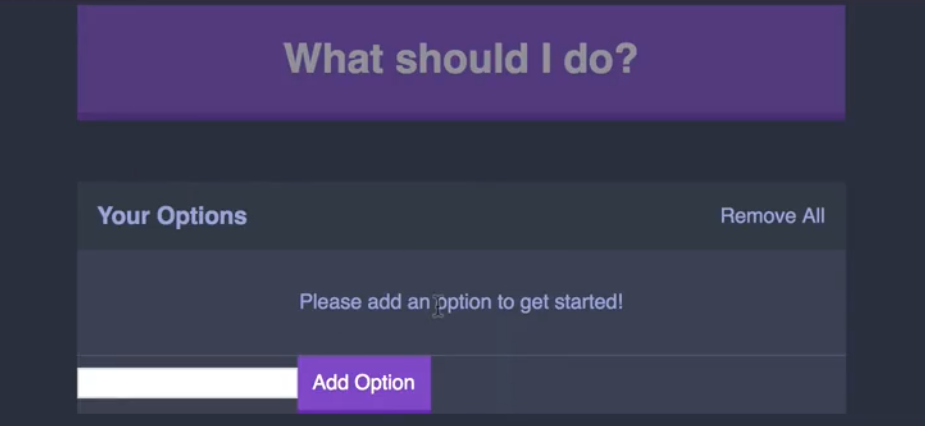 What should I do?
Your Options
Remove All
Please add an option to get started!
Add Option